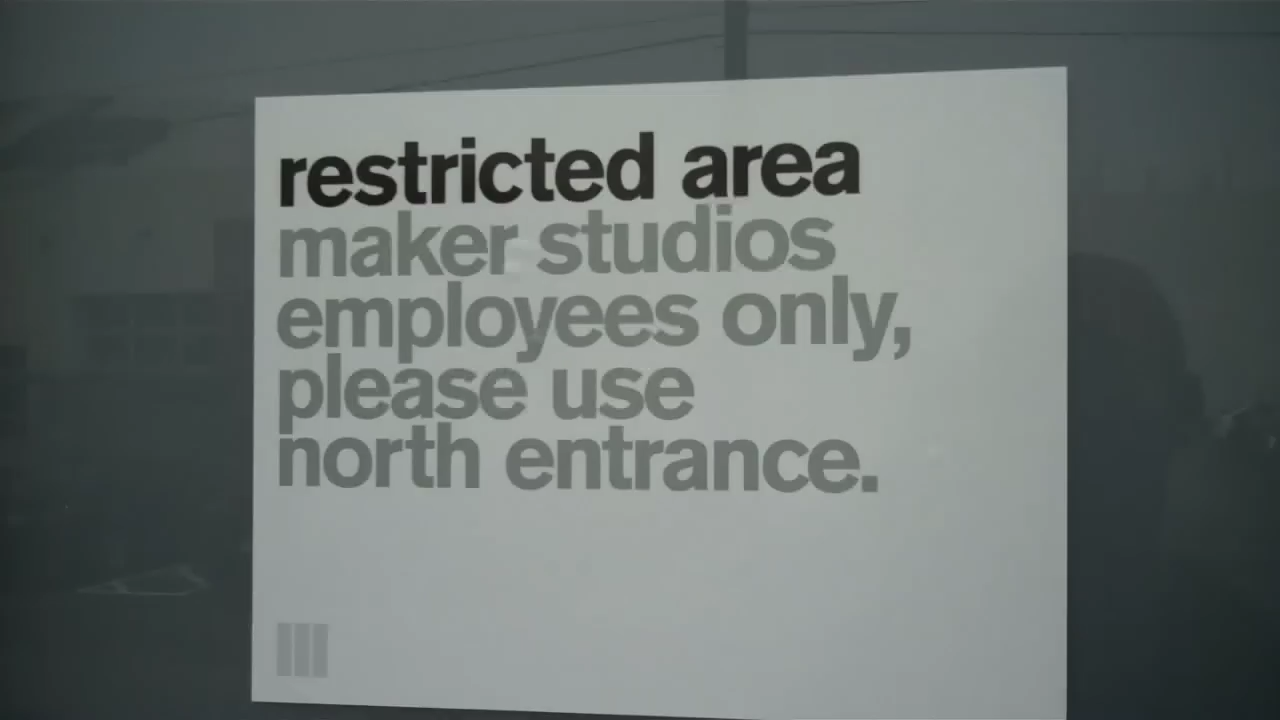 restricted area
maker studios
employees only,
please use
north entrance.